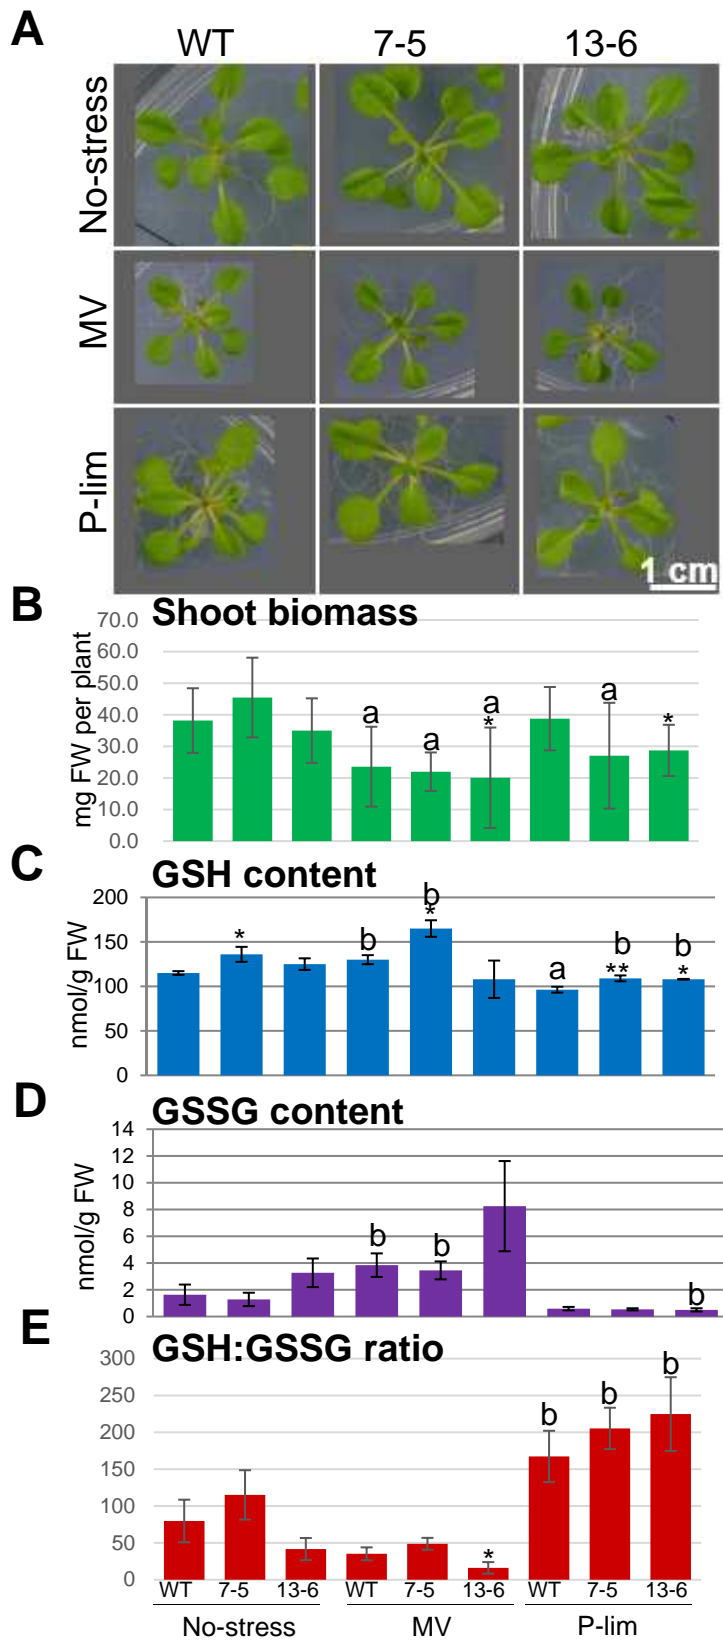 A
WT 7-5 13-6
No-stress
MV
P-lim
1 cm
B
Shoot biomass
mg FW per plant
70.0
60.0
50.0
40.0
30.0
20.0
10.0
0.0
a a a * a *
C
GSH content
nmol/g FW
200
150
100
50
0
* b b * a b ** b *
D
GSSG content
nmol/g FW
14
12
10
8
6
4
2
0
b b b
E
GSH:GSSG ratio
300
250
200
150
100
50
0
* b b b
WT 7-5 13-6 WT 7-5 13-6 WT 7-5 13-6
No-stress MV P-lim